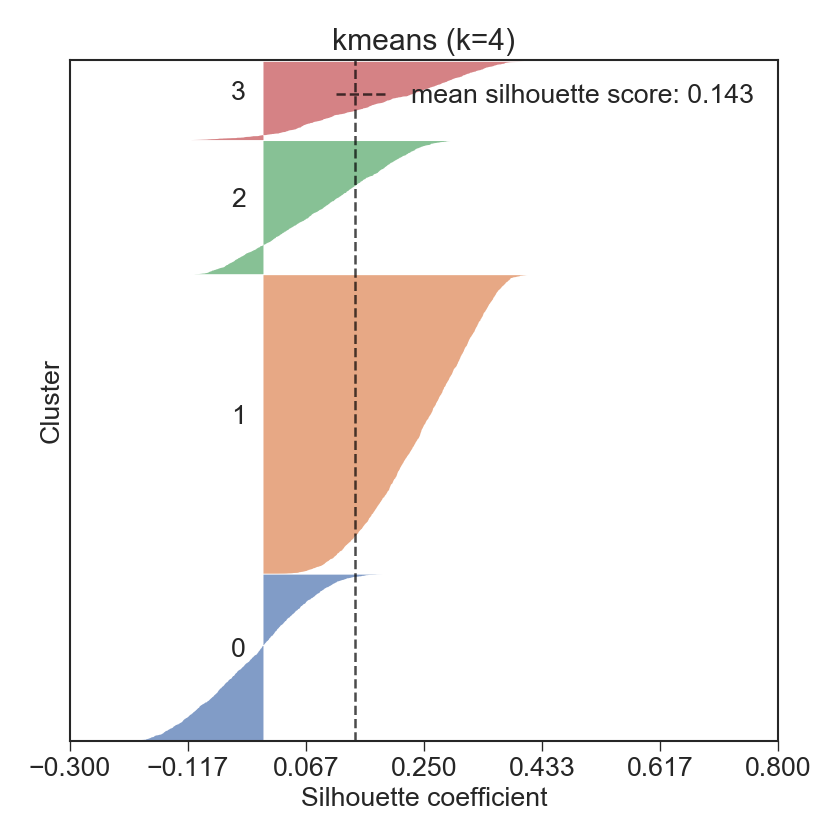 kmeans (k=4)
3
mean silhouette score: 0.143
2
Cluster
1
0
−0.300 −0.117 0.067 0.250 0.433 0.617 0.800
Silhouette coefficient